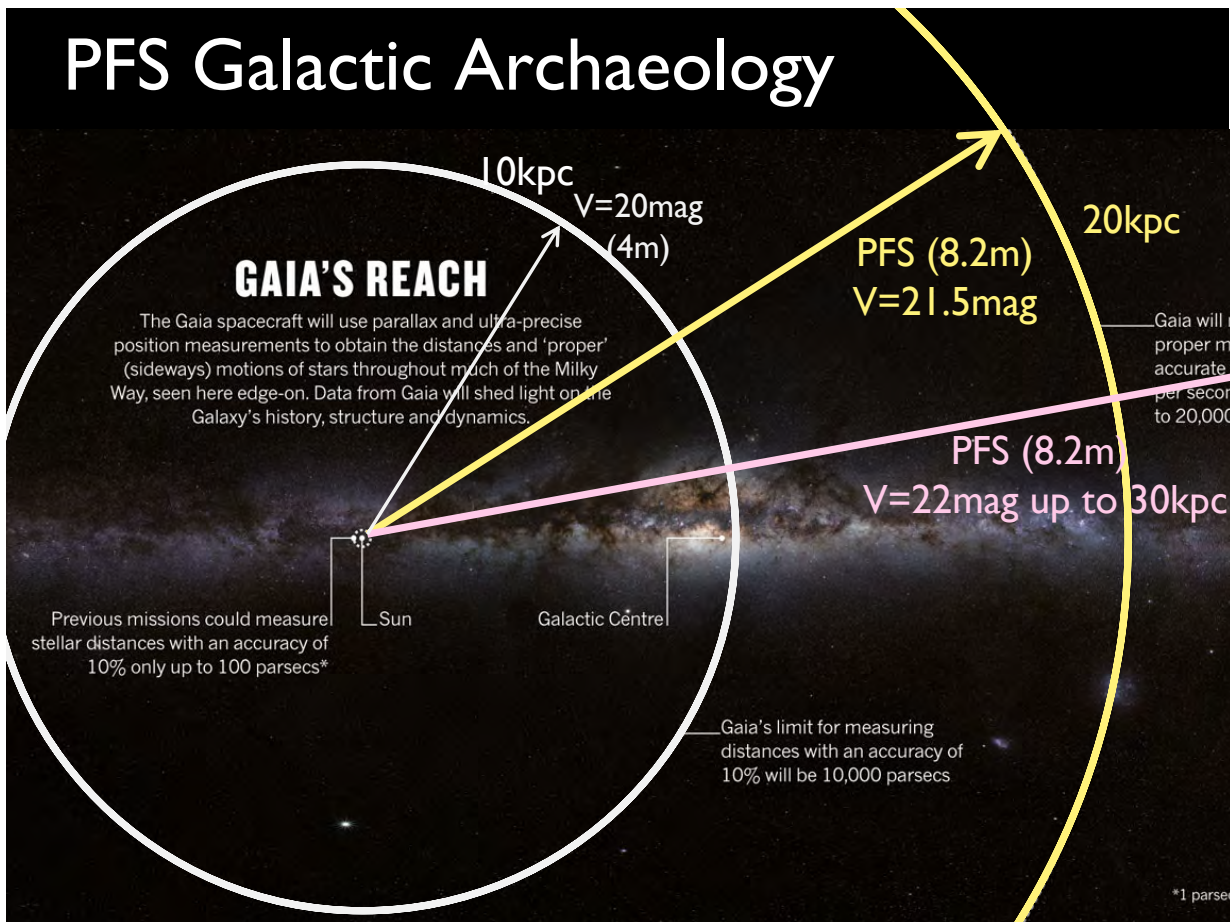 PFS Galactic Archaeology
10kpc
V=20mag
(4m)
20kpc
PFS (8.2m)
V=21.5mag
GAIA'S REACH
The Gaia spacecraft will use parallax and ultra-precise
position measurements to obtain the distances and ‘proper’
(sideways) motions of stars throughout much of the Milky
Way, seen here edge-on. Data from Gaia will shed light on the
Galaxy's history, structure and dynamics.
Gaia will
proper
accurate
per
to 20,000
PFS (8.2m)
V=22mag up to 30kpc
Previous missions could measure
stellar distances with an accuracy of
10% only up to 100 parsecs*
Sun
Galactic Centre
Gaia's limit for measuring
distances with an accuracy of
10% will be 10,000 parsecs
*1